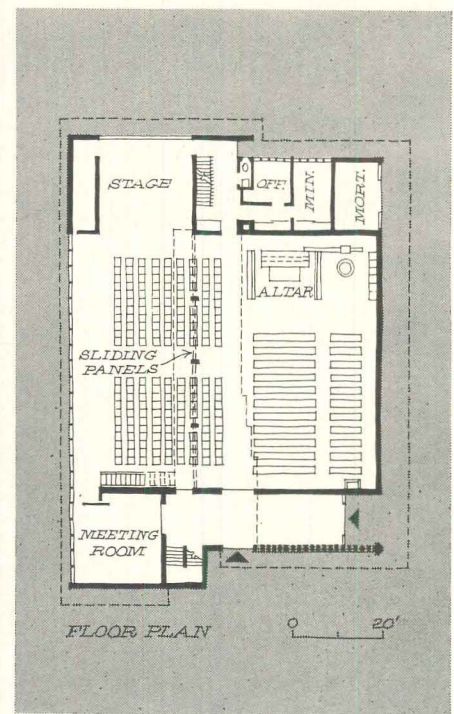 STAGE
OFF.
MIN.
MORT.
ALTAR
SLIDING
PANELS
MEETING
ROOM
FLOOR PLAN
0 20'